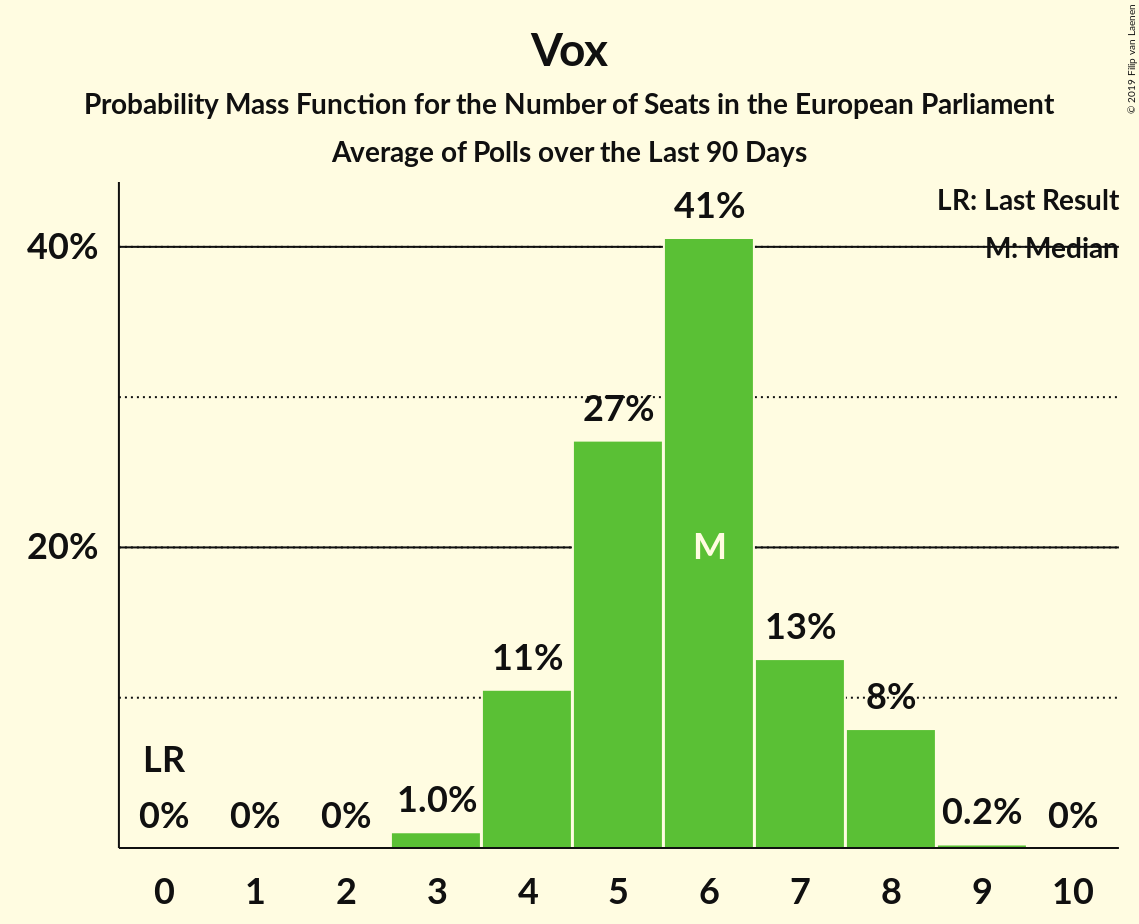 Vox
Probability Mass Function for the Number of Seats in the European Parliament
Average of Polls over the Last 90 Days
© 2019 Filip van Laenen
LR: Last Result
M: Median
40%
20%
41%
27%
M
13%
11%
8%
LR
0%
0%
0%
1.0%
0.2%
0%
0 1 2 3 4 5 6 7 8 9 10